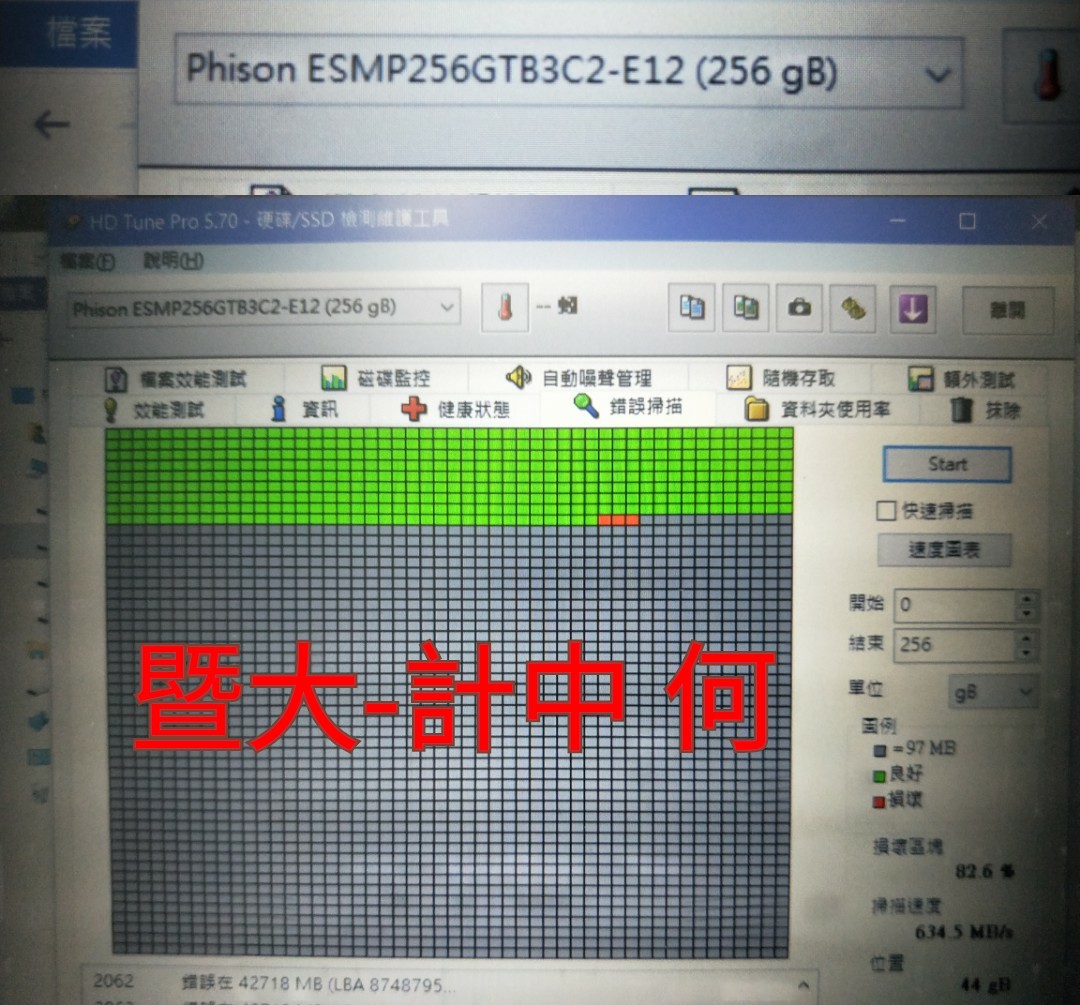 檔案
Phison ESMP256GTB3C2-E12 (256 gB)
HD Tune Pro 5.70 - 硬碟/SSD 檢測維護工具
檔案(F) 說明(H)
Phison ESMP256GTB3C2-E12 (256 gB)
--
離開
檔案效能測試 磁碟監控 自動噪聲管理 隨機存取 額外測試
效能測試 資訊 健康狀態 錯誤掃描 資料夾使用率 抹除
Start
快速掃描
速度圖表
開始 0
結束 256
單位 gB
圖例
=97 MB
良好
損壞
損壞區塊
82.6 %
掃描速度
634.5 MB/s
位置
44 gB
暨大-計中 何
2062 錯誤在 42718 MB (LBA 8748795...